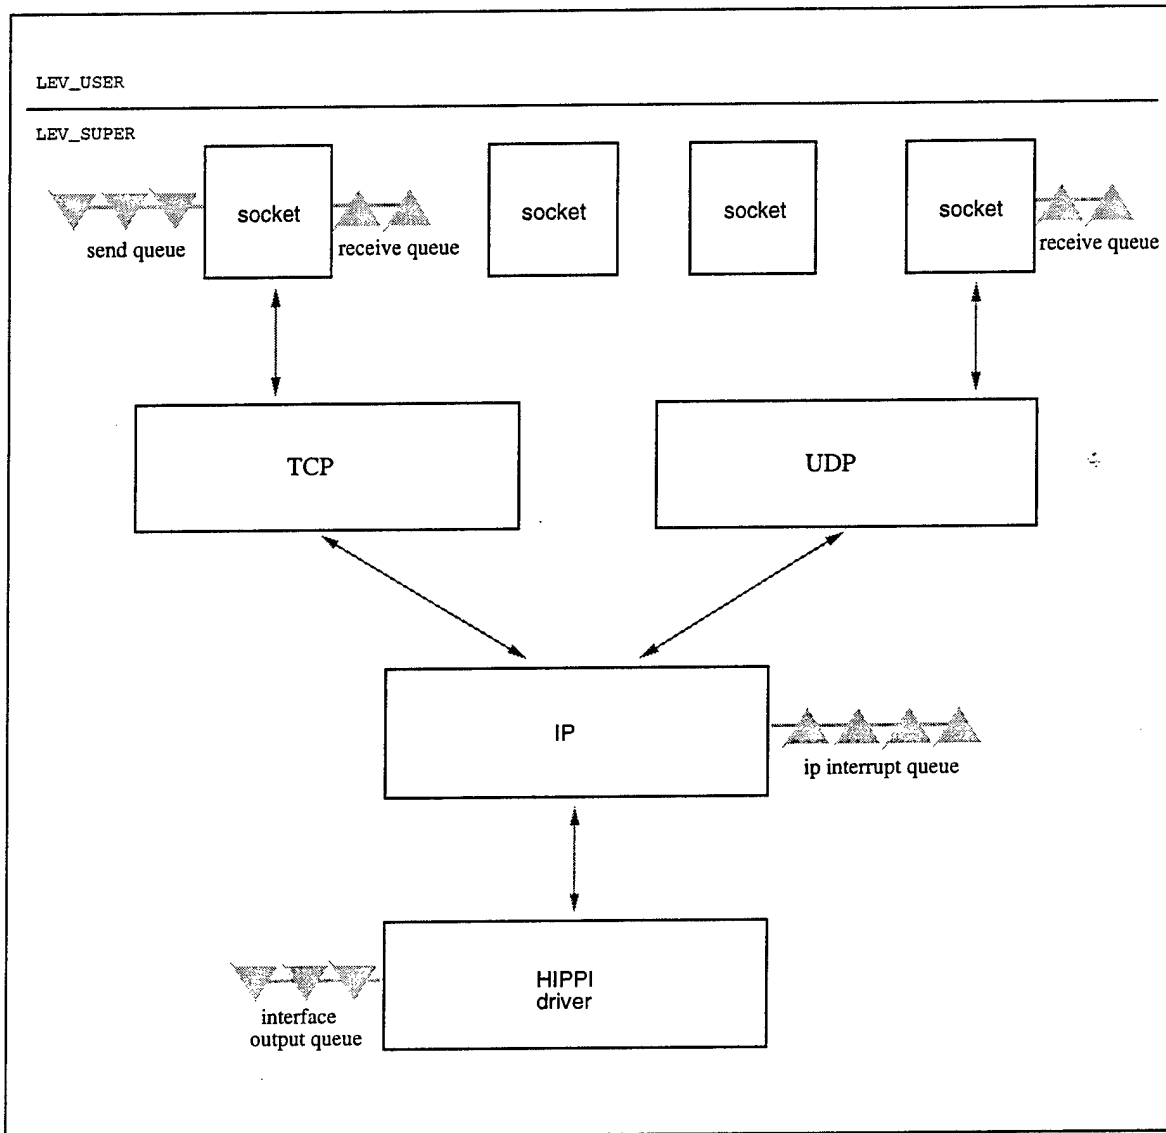 LEV_USER
LEV_SUPER
socket
socket
socket
socket
send queue
receive queue
receive queue
TCP
UDP
IP
ip interrupt queue
HIPPI
driver
interface
output queue